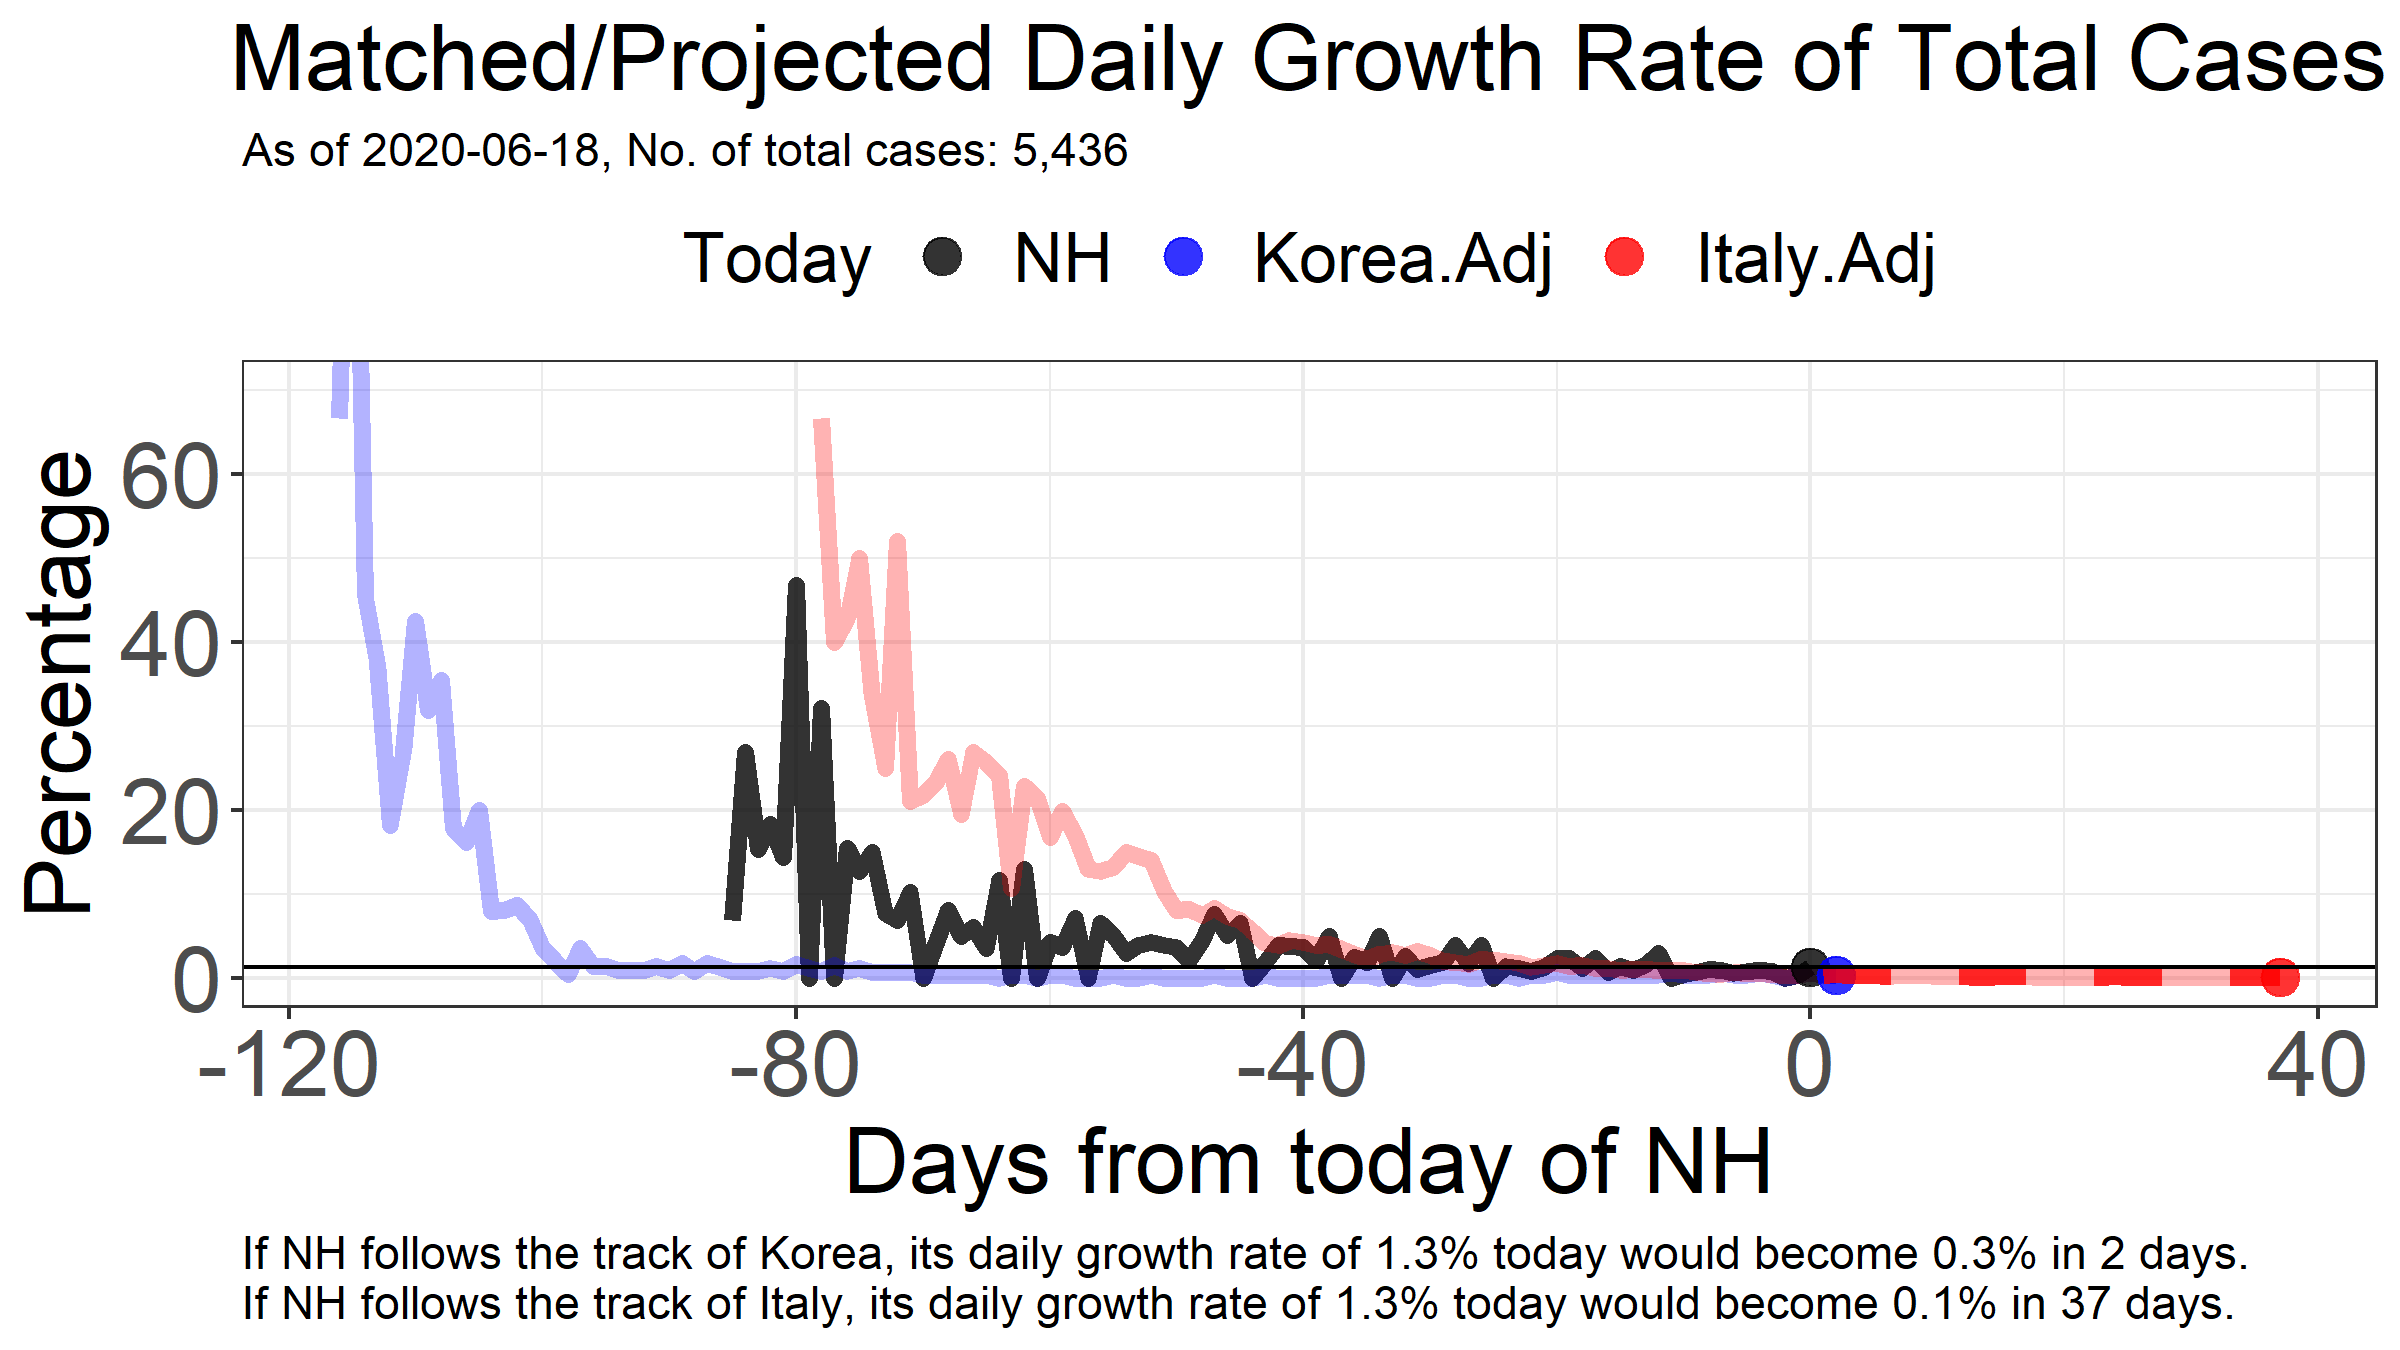 Matched/Projected Daily Growth Rate of Total Cases
As of 2020-06-18, No. of total cases: 5,436
Today NH Korea.Adj Italy.Adj
Percentage
60
40
20
0
-120 -80 -40 0 40
Days from today of NH
If NH follows the track of Korea, its daily growth rate of 1.3% today would become 0.3% in 2 days.
If NH follows the track of Italy, its daily growth rate of 1.3% today would become 0.1% in 37 days.